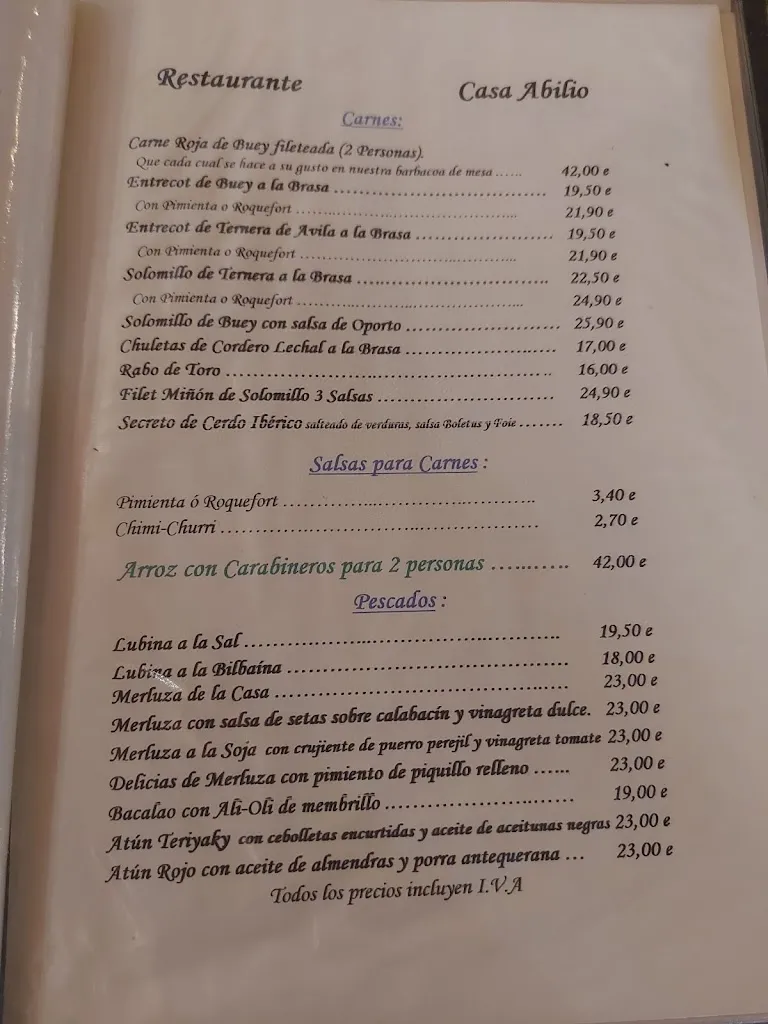 Restaurante Casa Abilio
Carnes:
Carne Roja de Buey fileteada (2 Personas).
Que cada cual se hace a su gusto en nuestra barbacoa de mesa ...... 42,00 e
Entrecot de Buey a la Brasa ........................................ 19,50 e
Con Pimienta o Roquefort ........................................ 21,90 e
Entrecot de Ternera de Avila a la Brasa ........................ 19,50 e
Con Pimienta o Roquefort ........................................ 21,90 e
Solomillo de Ternera a la Brasa .................................. 22,50 e
Con Pimienta o Roquefort ........................................ 24,90 e
Solomillo de Buey con salsa de Oporto .......................... 25,90 e
Chuletas de Cordero Lechal a la Brasa .......................... 17,00 e
Rabo de Toro ...................................................... 16,00 e
Filet Miñón de Solomillo 3 Salsas ................................ 24,90 e
Secreto de Cerdo Ibérico salteado de verduras, salsa Boletus y Foie ....... 18,50 e
Salsas para Carnes :
Pimienta ó Roquefort .......................................... 3,40 e
Chimi-Churri .................................................... 2,70 e
Arroz con Carabineros para 2 personas ............ 42,00 e
Pescados :
Lubina a la Sal .................................................. 19,50 e
Lubina a la Bilbaína ............................................ 18,00 e
Merluza de la Casa .............................................. 23,00 e
Merluza con salsa de setas sobre calabacín y vinagreta dulce. 23,00 e
Merluza a la Soja con crujiente de puerro perejil y vinagreta tomate 23,00 e
Delicias de Merluza con pimiento de piquillo relleno ...... 23,00 e
Bacalao con Ali-Oli de membrillo .............................. 19,00 e
Atún Teriyaky con cebolletas encurtidas y aceite de aceitunas negras 23,00 e
Atún Rojo con aceite de almendras y porra antequerana ... 23,00 e
Todos los precios incluyen I.V.A